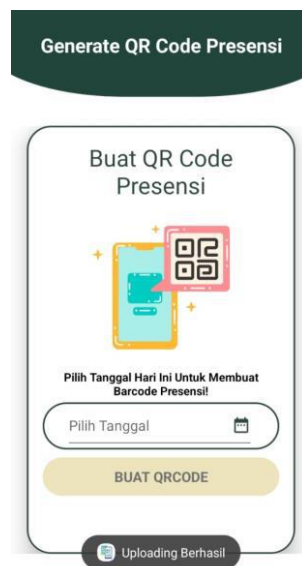 Generate QR Code Presensi
Buat QR Code
Presensi
Pilih Tanggal Hari Ini Untuk Membuat
Barcode Presensi!
Pilih Tanggal
BUAT QRCODE
Uploading Berhasil